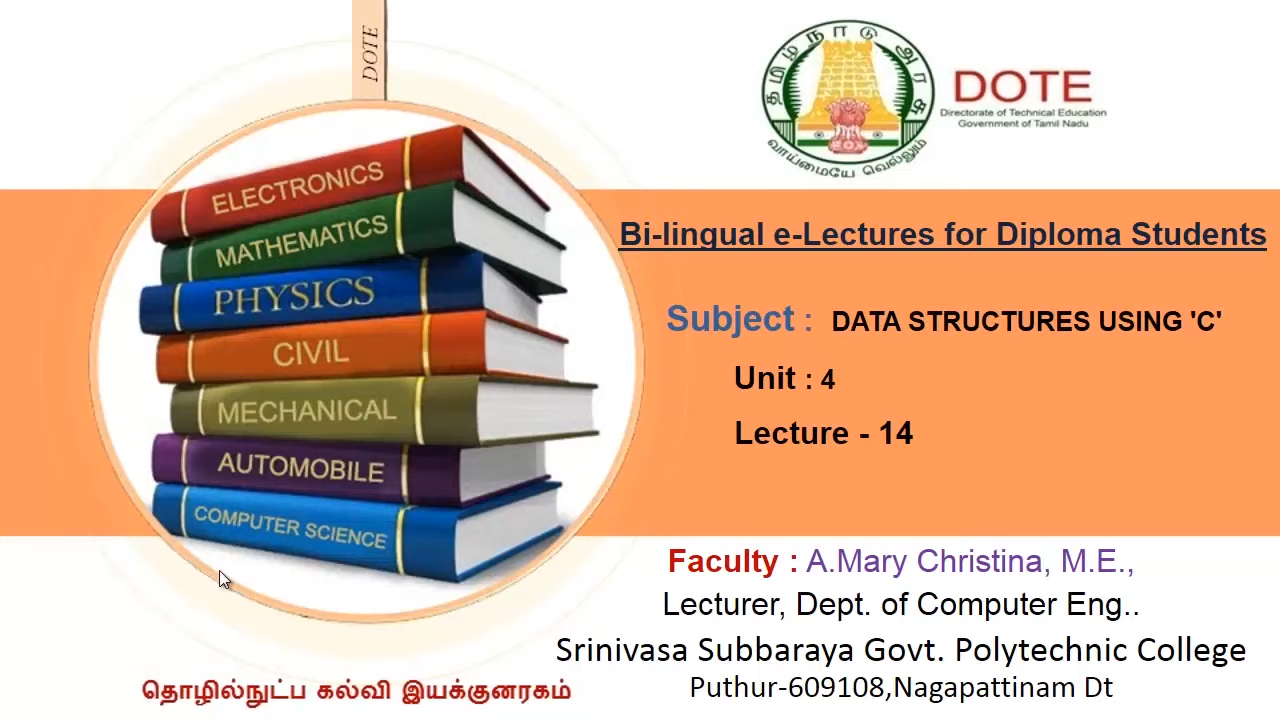 DOTE
தமிழ்நாடு அரசு
வாய்மையே வெல்லும்
DOTE
Directorate of Technical Education
Government of Tamil Nadu
ELECTRONICS
MATHEMATICS
PHYSICS
CIVIL
MECHANICAL
AUTOMOBILE
COMPUTER SCIENCE
Bi-lingual e-Lectures for Diploma Students
Subject : DATA STRUCTURES USING 'C'
Unit : 4
Lecture - 14
Faculty : A.Mary Christina, M.E.,
Lecturer, Dept. of Computer Eng..
Srinivasa Subbaraya Govt. Polytechnic College
Puthur-609108,Nagapattinam Dt
தொழில்நுட்ப கல்வி இயக்குனரகம்